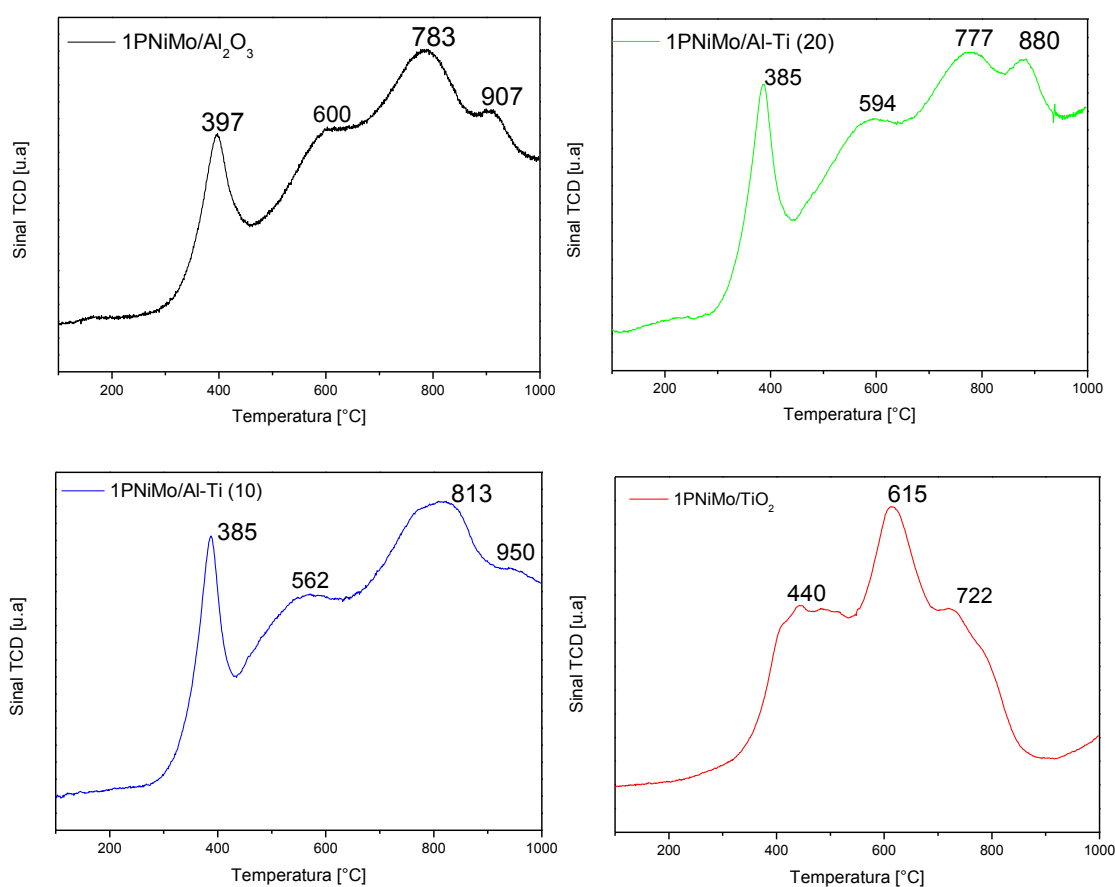 1PNiMo/Al₂O₃
397
600
783
907
Sinal TCD [u.a]
200
400
600
800
1000
Temperatura [°C]
1PNiMo/Al-Ti (20)
385
594
777
880
Sinal TCD [u.a]
200
400
600
800
1000
Temperatura [°C]
1PNiMo/Al-Ti (10)
385
562
813
950
Sinal TCD [u.a]
200
400
600
800
1000
Temperatura [°C]
1PNiMo/TiO₂
440
615
722
Sinal TCD [u.a]
200
400
600
800
1000
Temperatura [°C]